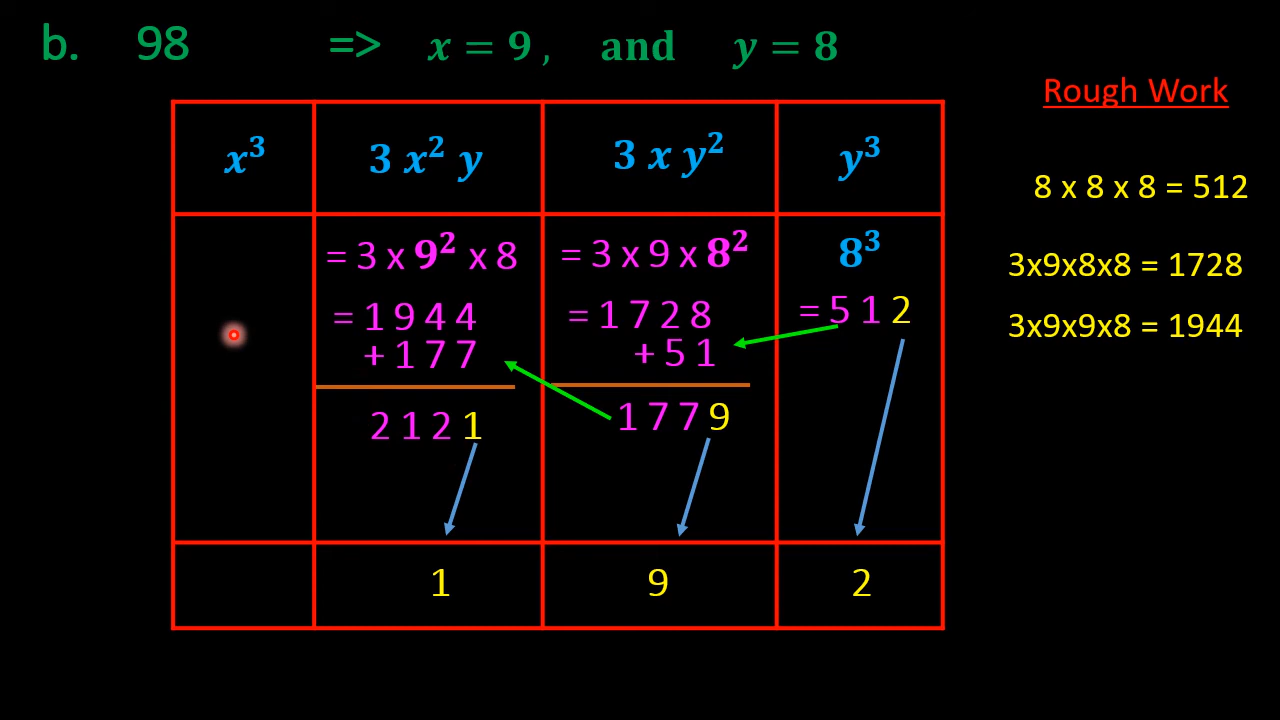 b. 98 => x = 9 , and y = 8
Rough Work
x³ 3 x² y 3 x y² y³
8 x 8 x 8 = 512
= 3 x 9² x 8 = 3 x 9 x 8² 8³
3x9x8x8 = 1728
= 1 9 4 4 = 1 7 2 8 = 5 1 2
3x9x9x8 = 1944
+ 1 7 7 + 5 1
2 1 2 1 1 7 7 9
1 9 2